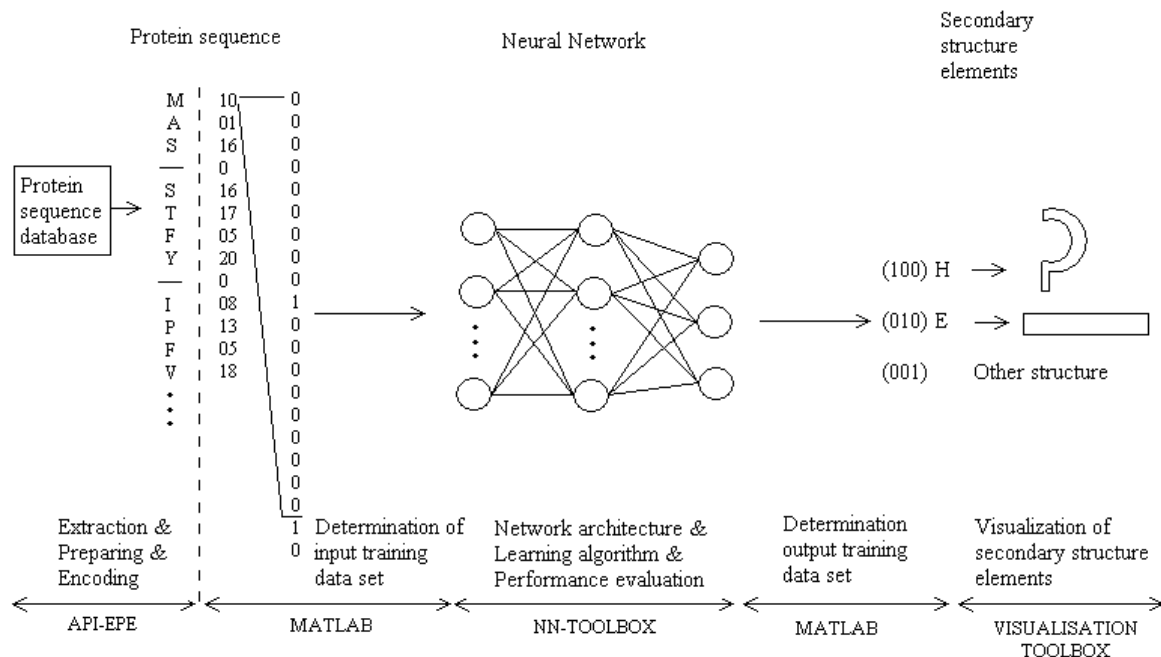 Protein sequence
Neural Network
Secondary
structure
elements
M 10 0
A 01 0
S 16 0
— 0 0
S 16 0
T 17 0
F 05 0
Y 20 0
— 0 0
I 08 1
P 13 0
F 05 0
V 18 0
0
0
0
0
0
0
1
0
Protein
sequence
database
(100) H
(010) E
(001) Other structure
Extraction &
Preparing &
Encoding
Determination of
input training
data set
Network architecture &
Learning algorithm &
Performance evaluation
Determination
output training
data set
Visualization of
secondary structure
elements
API-EPE
MATLAB
NN-TOOLBOX
MATLAB
VISUALISATION
TOOLBOX